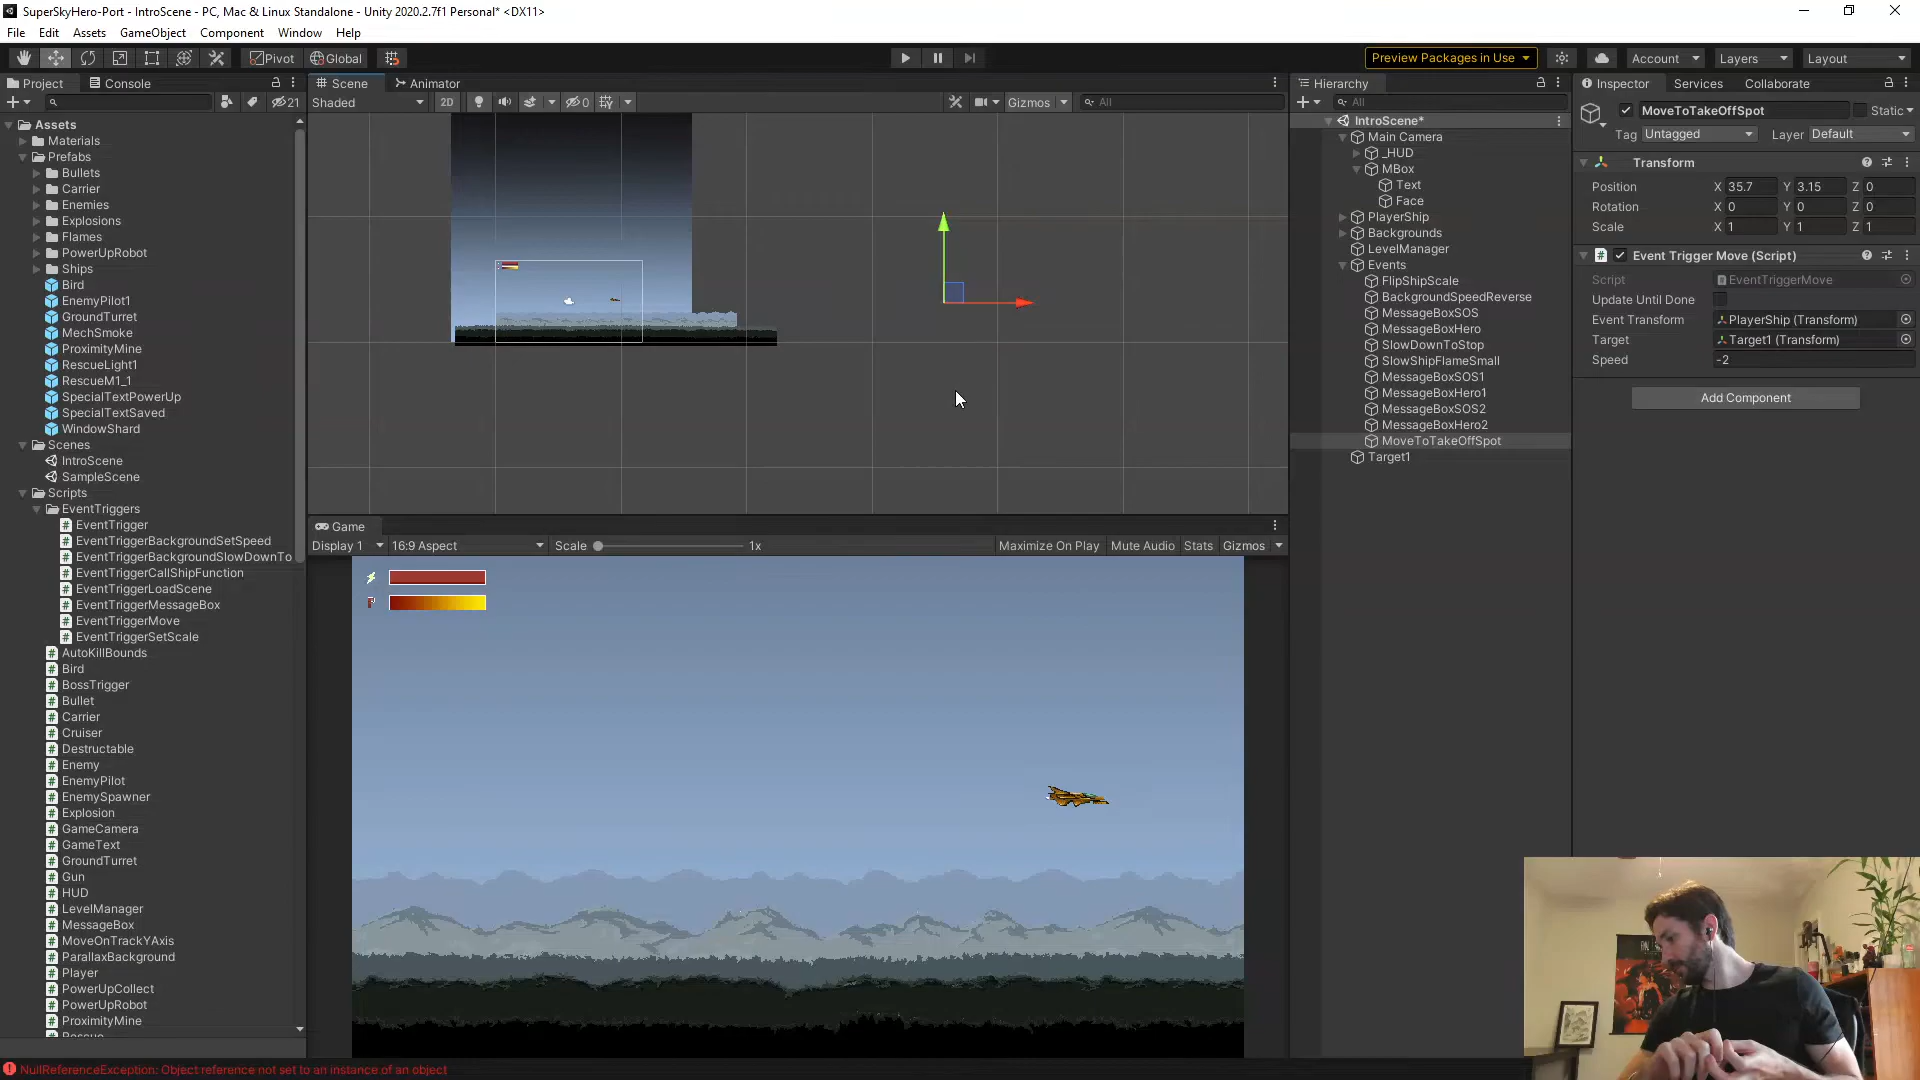 SuperSkyHero-Port - IntroScene - PC, Mac & Linux Standalone - Unity 2020.2.7f1 Personal* <DX11>
File Edit Assets GameObject Component Window Help
Pivot Global Preview Packages in Use Account Layers Layout
Project Console
21
Assets
Materials
Prefabs
Bullets
Carrier
Enemies
Explosions
Flames
PowerUpRobot
Ships
Bird
EnemyPilot1
GroundTurret
MechSmoke
ProximityMine
RescueLight1
RescueM1_1
SpecialTextPowerUp
SpecialTextSaved
WindowShard
Scenes
IntroScene
SampleScene
Scripts
EventTriggers
EventTrigger
EventTriggerBackgroundSetSpeed
EventTriggerBackgroundSlowDownTo
EventTriggerCallShipFunction
EventTriggerLoadScene
EventTriggerMessageBox
EventTriggerMove
EventTriggerSetScale
AutoKillBounds
Bird
BossTrigger
Bullet
Carrier
Cruiser
Destructable
Enemy
EnemyPilot
EnemySpawner
Explosion
GameCamera
GameText
GroundTurret
Gun
HUD
LevelManager
MessageBox
MoveOnTrackYAxis
ParallaxBackground
Player
PowerUpCollect
PowerUpRobot
ProximityMine
Rescue
Scene Animator
Shaded 2D 0 Gizmos All
Game
Display 1 16:9 Aspect Scale 1x Maximize On Play Mute Audio Stats Gizmos
P
Hierarchy
All
IntroScene*
Main Camera
_HUD
MBox
Text
Face
PlayerShip
Backgrounds
LevelManager
Events
FlipShipScale
BackgroundSpeedReverse
MessageBoxSOS
MessageBoxHero
SlowDownToStop
SlowShipFlameSmall
MessageBoxSOS1
MessageBoxHero1
MessageBoxSOS2
MessageBoxHero2
MoveToTakeOffSpot
Target1
Inspector Services Collaborate
MoveToTakeOffSpot Static
Tag Untagged Layer Default
Transform
Position X 35.7 Y 3.15 Z 0
Rotation X 0 Y 0 Z 0
Scale X 1 Y 1 Z 1
Event Trigger Move (Script)
Script EventTriggerMove
Update Until Done
Event Transform PlayerShip (Transform)
Target Target1 (Transform)
Speed -2
Add Component
NullReferenceException: Object reference not set to an instance of an object